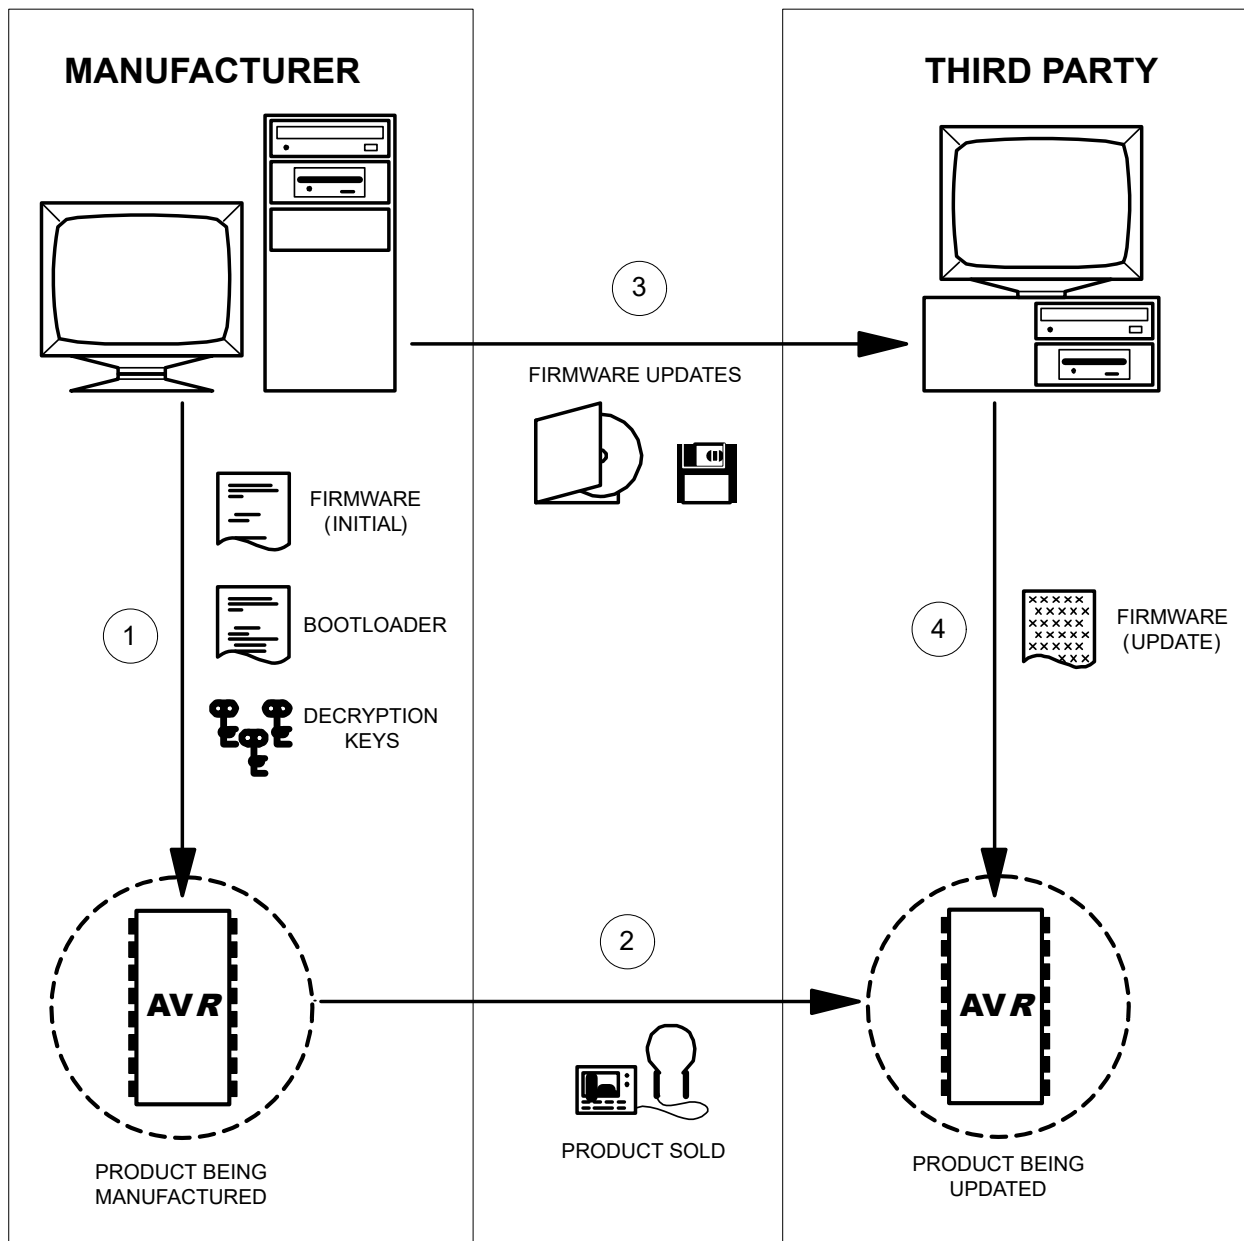 MANUFACTURER
THIRD PARTY
3
FIRMWARE UPDATES
FIRMWARE
(INITIAL)
1
BOOTLOADER
DECRYPTION
KEYS
4
FIRMWARE
(UPDATE)
AVR
2
AVR
PRODUCT SOLD
PRODUCT BEING
MANUFACTURED
PRODUCT BEING
UPDATED